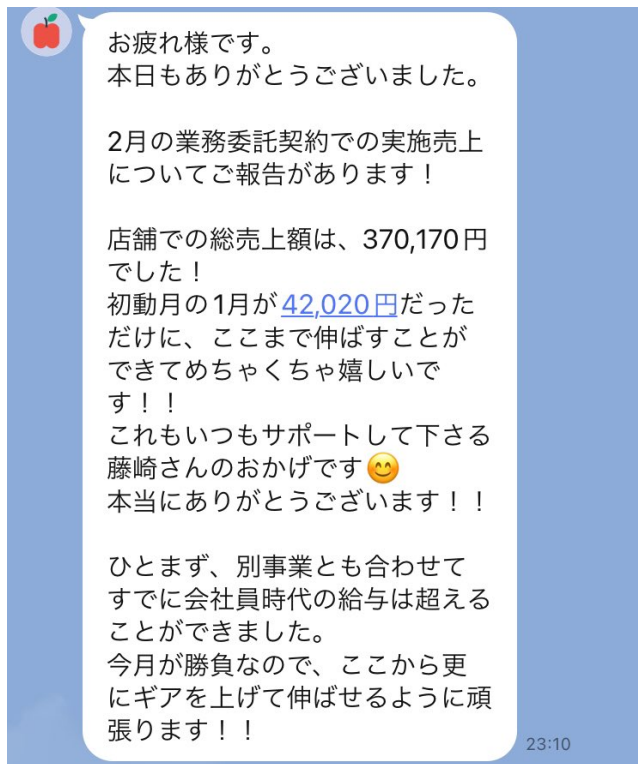 お疲れ様です。
本日もありがとうございました。
2月の業務委託契約での実施売上
についてご報告があります！
店舗での総売上額は、370,170円
でした！
初動月の1月が42,020円だった
だけに、ここまで伸ばすことが
できてめちゃくちゃ嬉しいで
す！！
これもいつもサポートして下さる
藤崎さんのおかげです😊
本当にありがとうございます！！
ひとまず、別事業とも合わせて
すでに会社員時代の給与は超える
ことができました。
今月が勝負なので、ここから更
にギアを上げて伸ばせるように頑
張ります！！
23:10